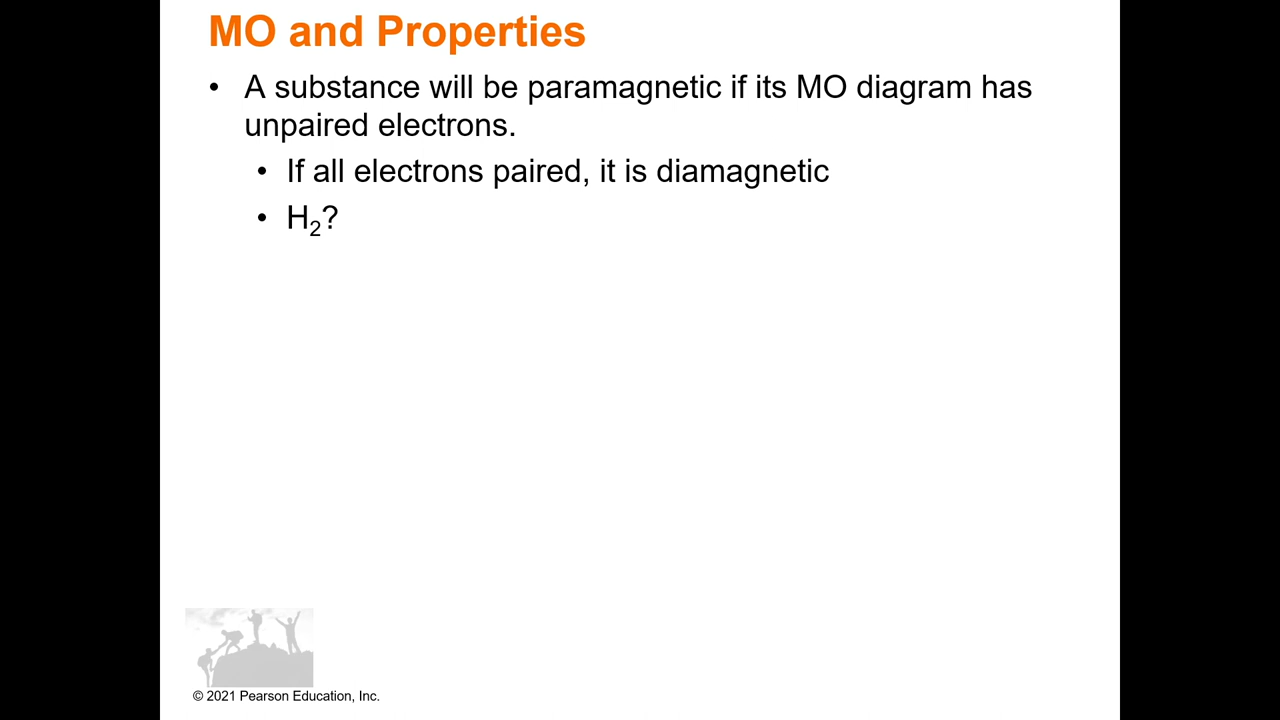 MO and Properties
• A substance will be paramagnetic if its MO diagram has
unpaired electrons.
• If all electrons paired, it is diamagnetic
• H₂?
© 2021 Pearson Education, Inc.